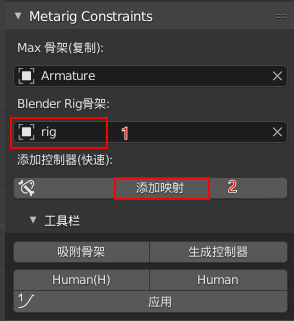 Metarig Constraints
Max 骨架(复制):
Armature
Blender Rig骨架:
rig 1
添加控制器(快速):
添加映射 2
工具栏
吸附骨架 生成控制器
Human(H) Human
应用